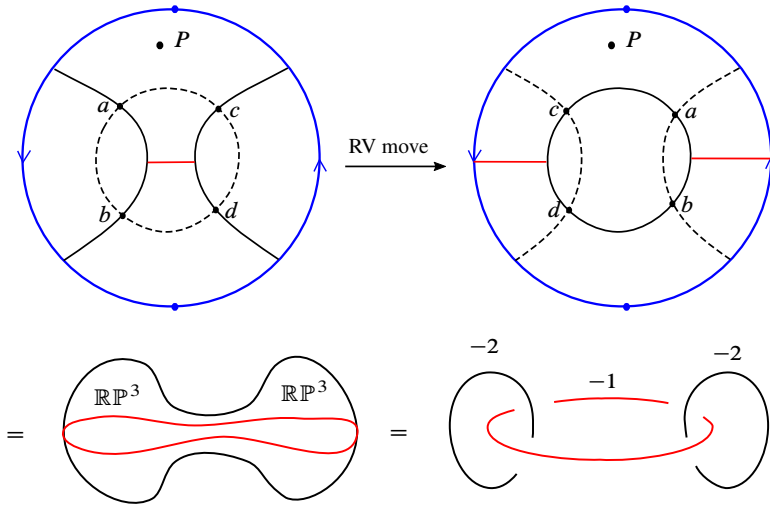 P P
a c c a
RV move
b d d b
−2 −2
ℝℙ³ ℝℙ³ −1
= =